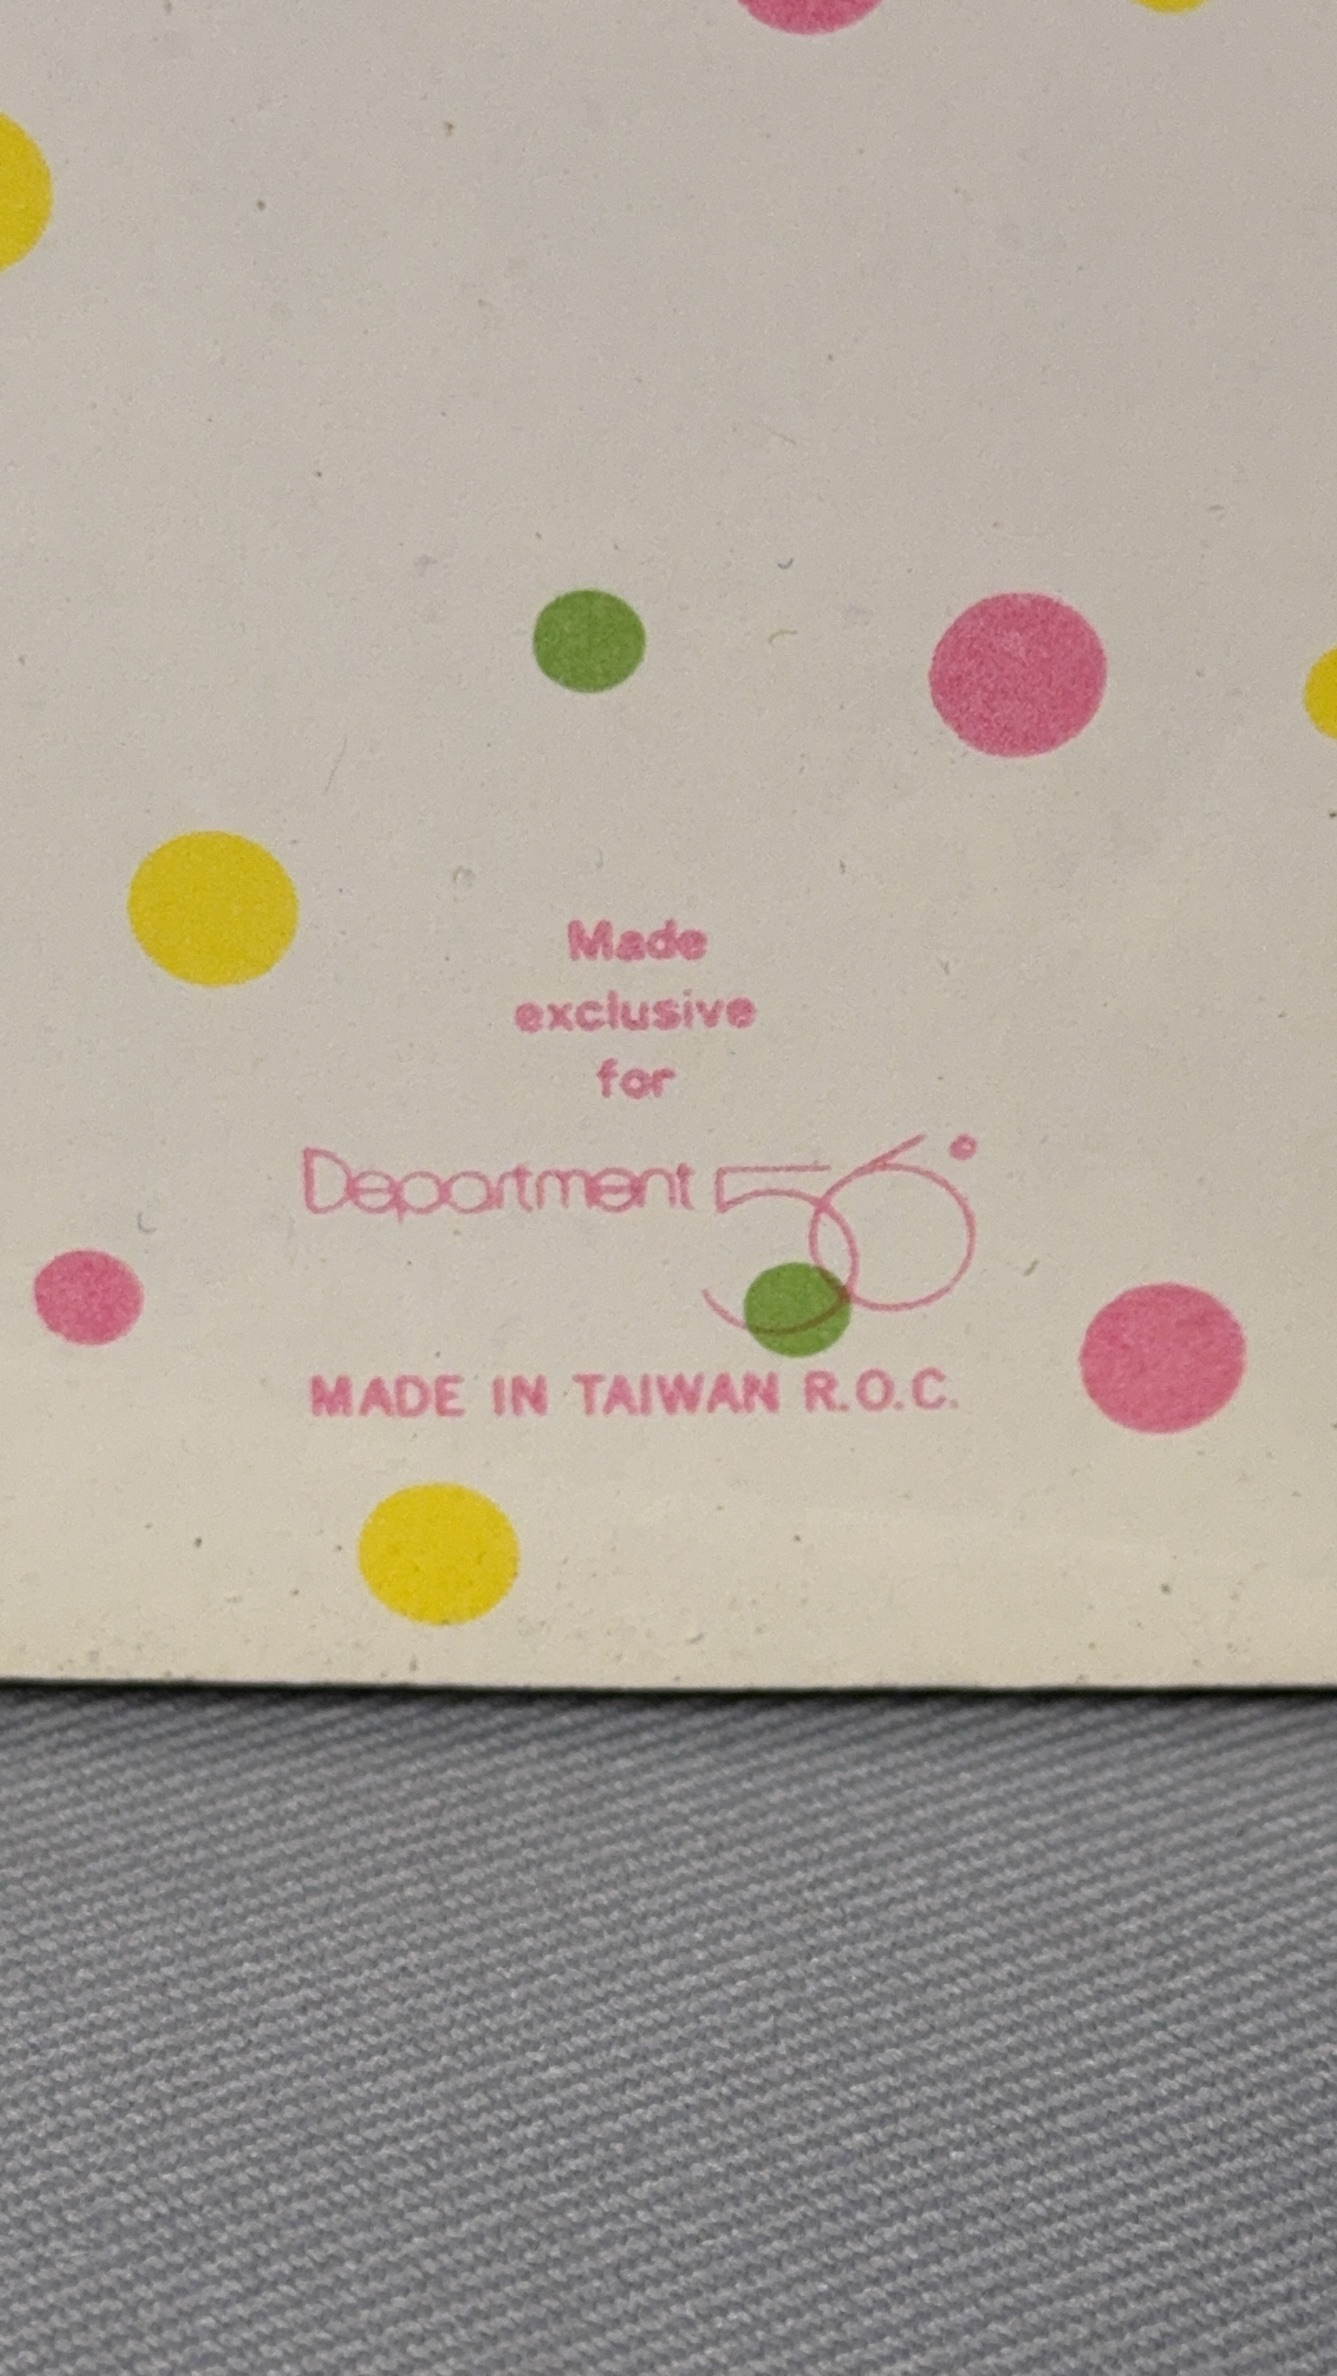 Made
exclusive
for
Department 56
MADE IN TAIWAN R.O.C.